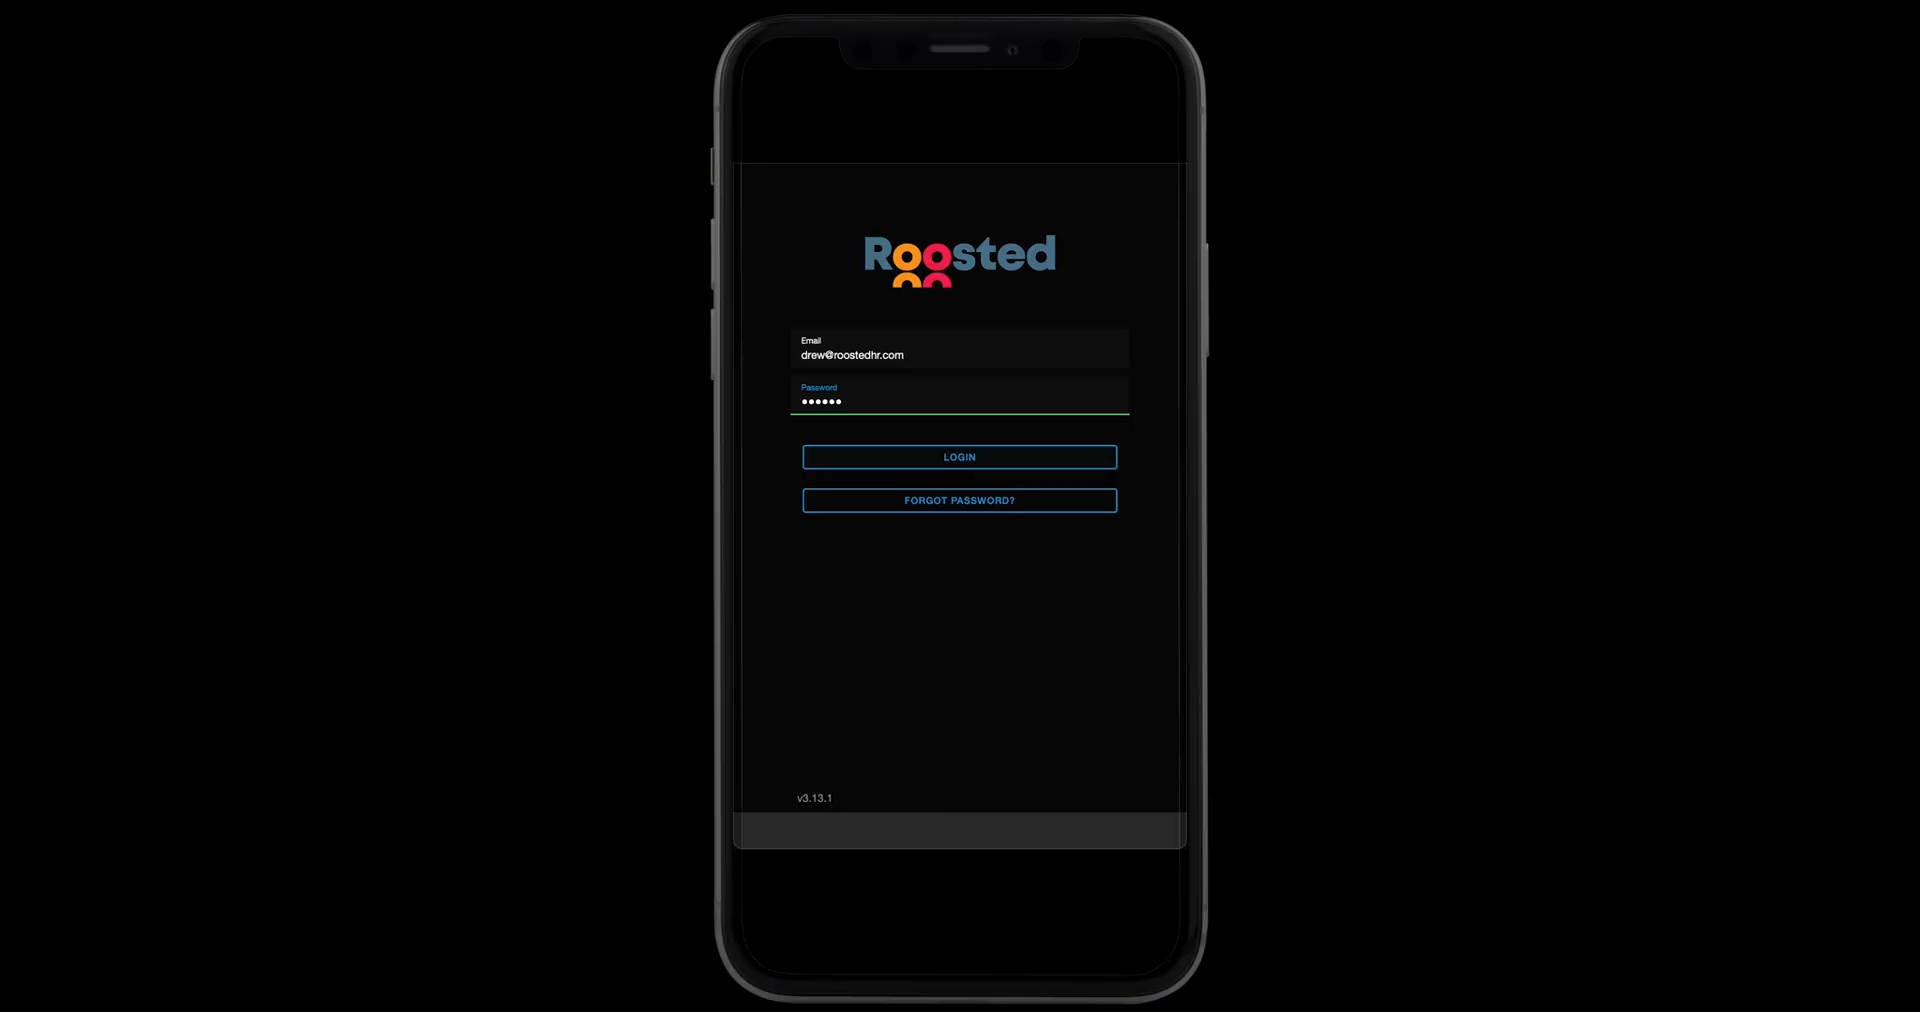 Roosted
Email
drew@roostedhr.com
Password
••••••
LOGIN
FORGOT PASSWORD?
v3.13.1